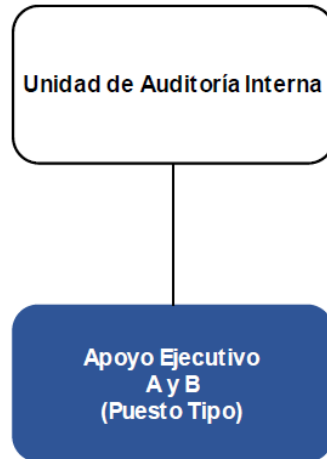 Unidad de Auditoría Interna
Apoyo Ejecutivo
A y B
(Puesto Tipo)